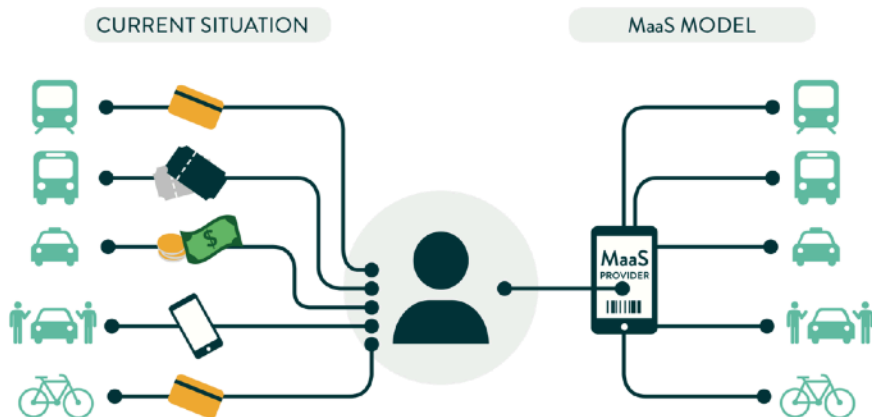 CURRENT SITUATION
MaaS MODEL
$
MaaS
PROVIDER